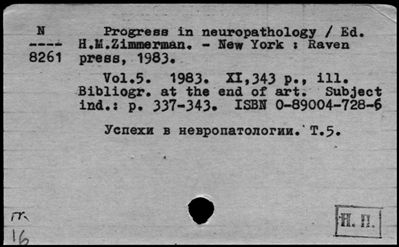 N Progress in neuropathology / Ed.
---- H.M.Zimmerman. - New York : Raven
8261 press, 1983.
Vol.5. 1983. XI,343 p., ill.
Bibliogr. at the end of art. Subject
ind.: p. 337-343. ISBN 0-89004-728-6
Успехи в невропатологии. Т.5.
16
Н. П.